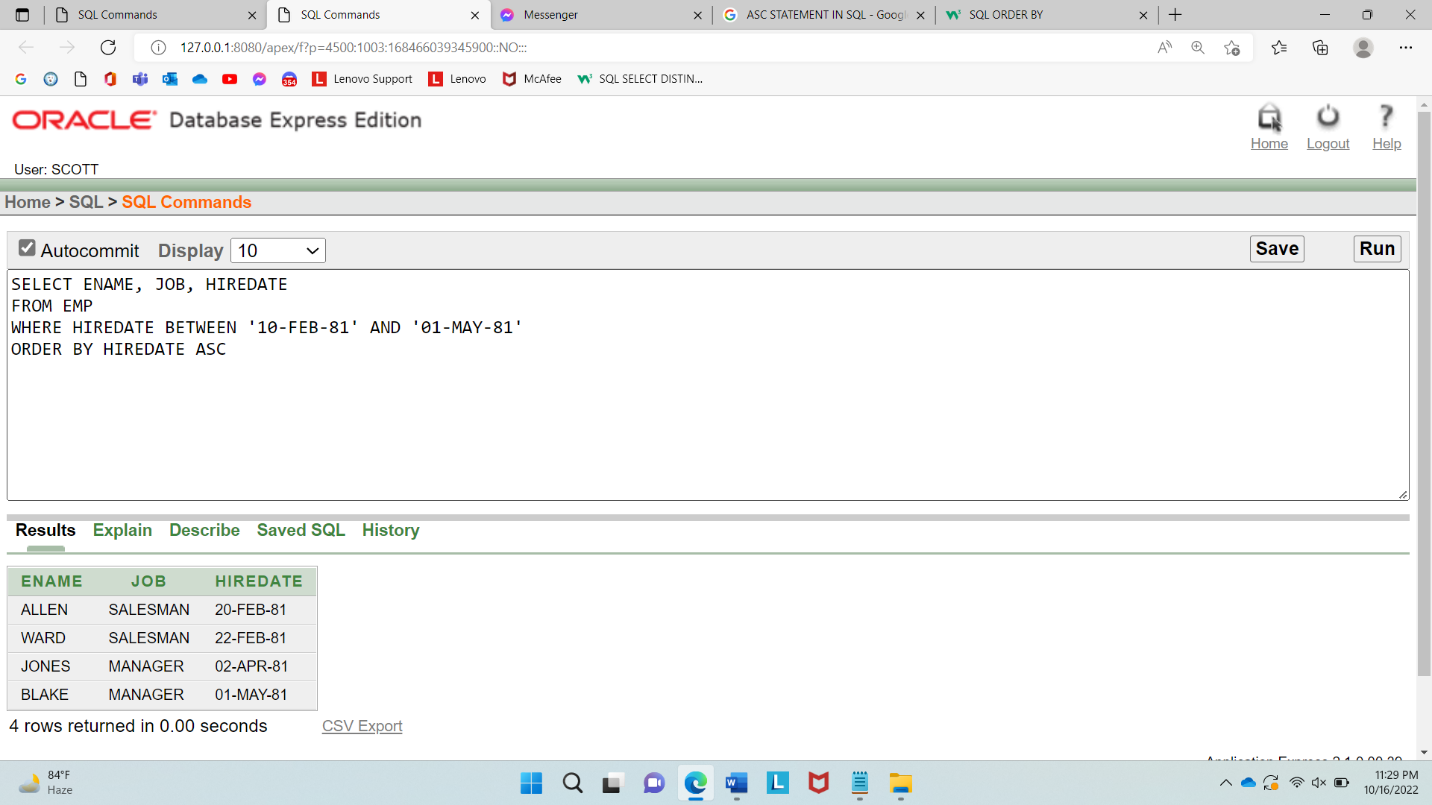 SQL Commands
SQL Commands
Messenger
ASC STATEMENT IN SQL - Goog
SQL ORDER BY
127.0.0.1:8080/apex/f?p=4500:1003:168466039345900::NO:::
354
Lenovo Support
Lenovo
McAfee
SQL SELECT DISTIN...
ORACLE Database Express Edition
Home Logout Help
User: SCOTT
Home > SQL > SQL Commands
Autocommit Display 10 Save Run
SELECT ENAME, JOB, HIREDATE
FROM EMP
WHERE HIREDATE BETWEEN '10-FEB-81' AND '01-MAY-81'
ORDER BY HIREDATE ASC
Results Explain Describe Saved SQL History
ENAME JOB HIREDATE
ALLEN SALESMAN 20-FEB-81
WARD SALESMAN 22-FEB-81
JONES MANAGER 02-APR-81
BLAKE MANAGER 01-MAY-81
4 rows returned in 0.00 seconds CSV Export
84°F
Haze
11:29 PM
10/16/2022